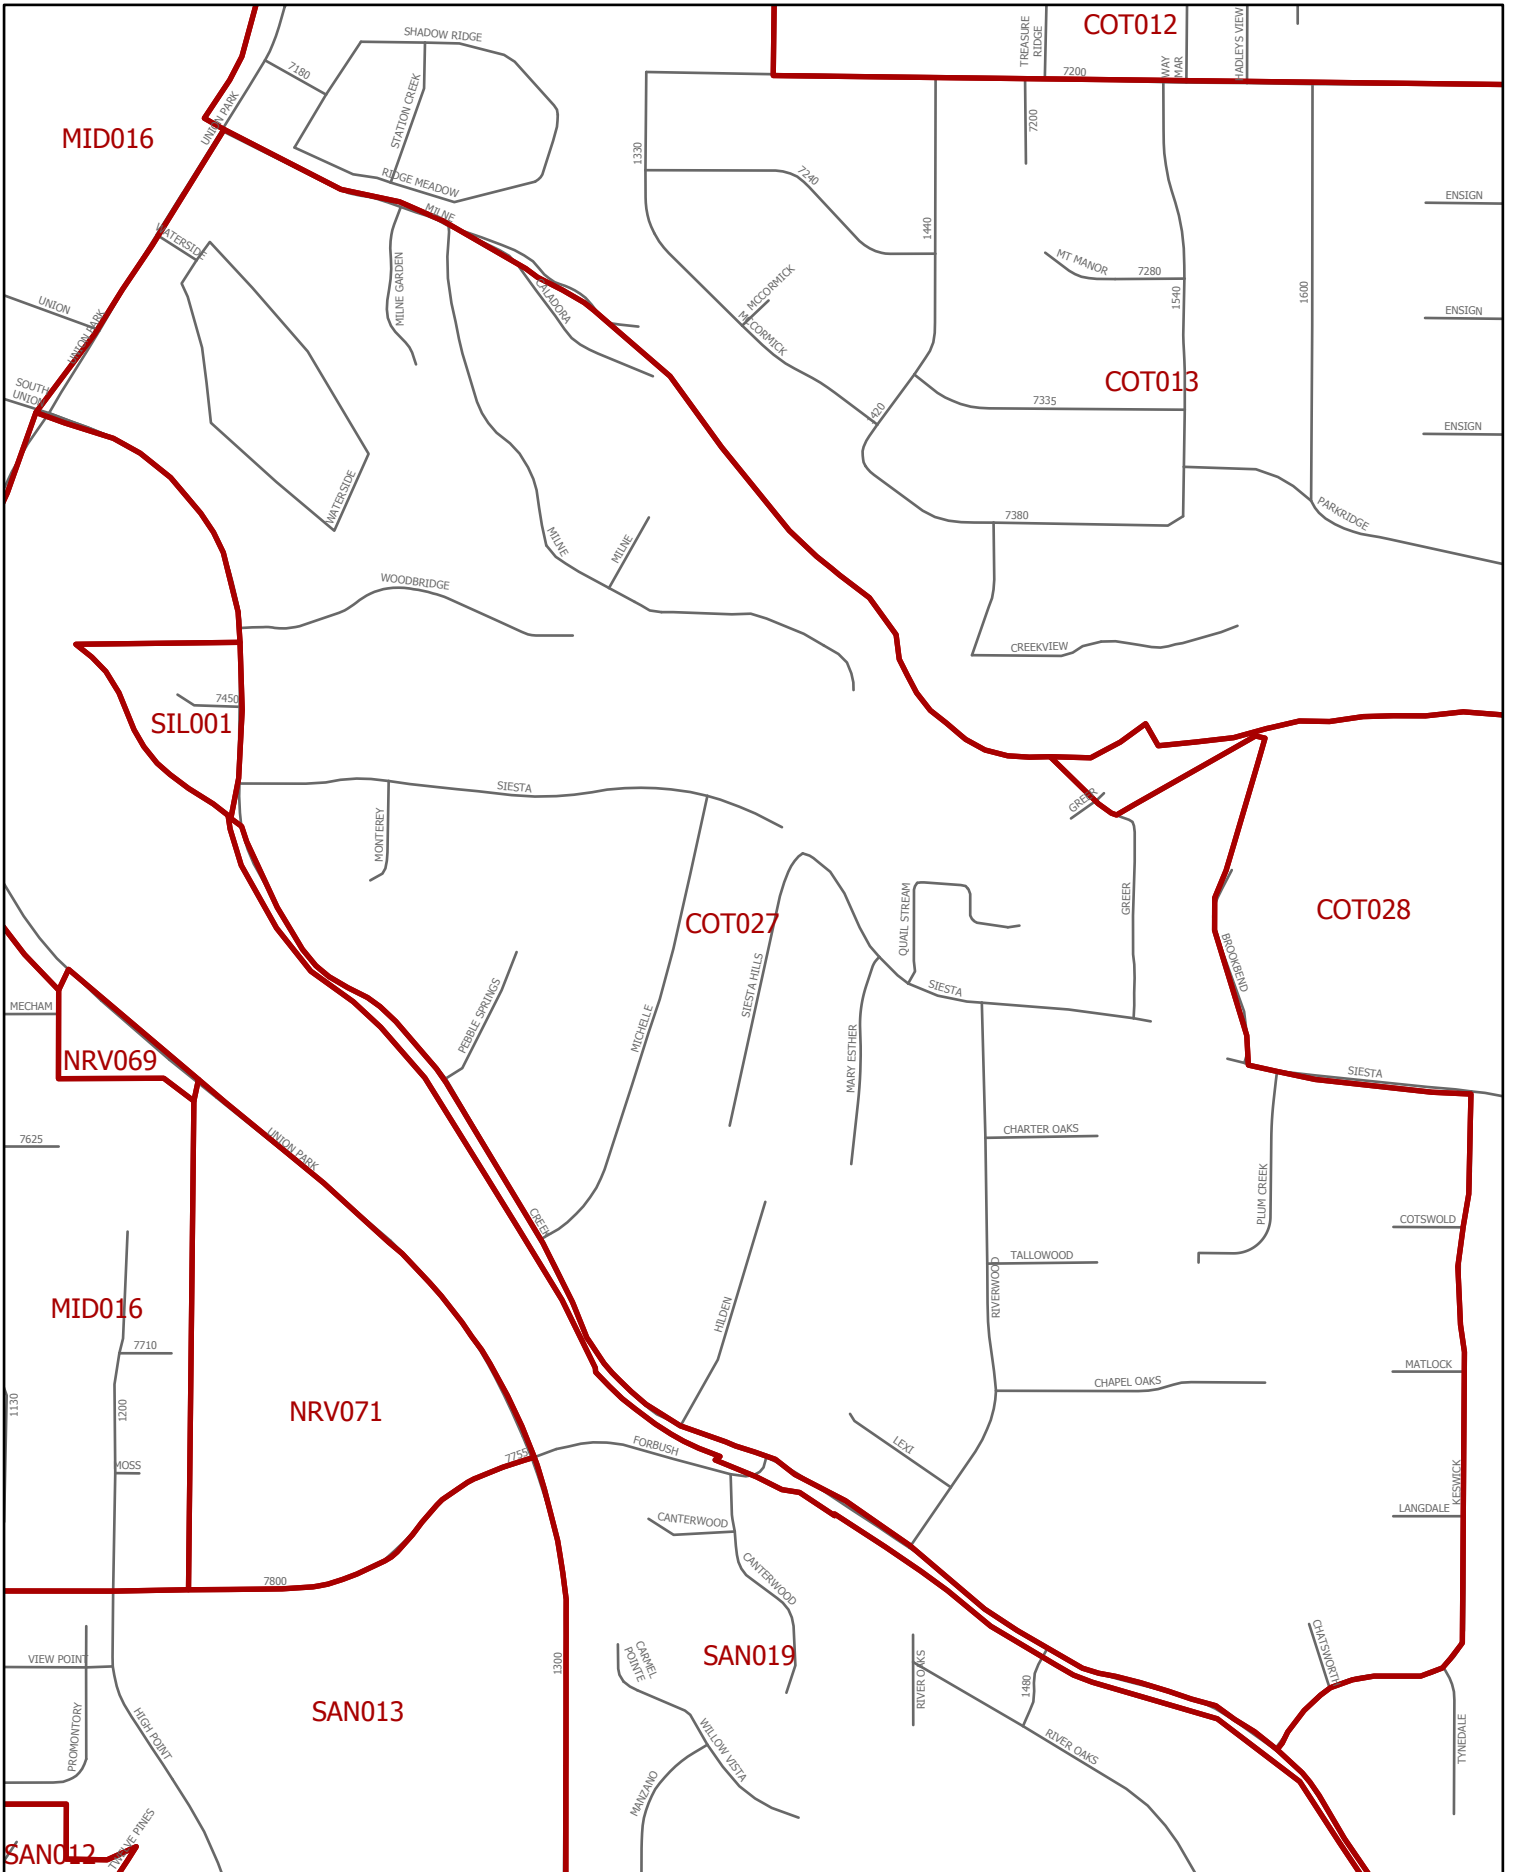 COT012
TREASURE
RIDGE
HADLEYS VIEW
WAY
MAR
7200
SHADOW RIDGE
7180
STATION CREEK
UNION PARK
MID016
7200
1330
7240
RIDGE MEADOW
MILNE
ENSIGN
1440
WATERSIDE
MT MANOR
7280
MILNE GARDEN
CALADORA
MCCORMICK
MCCORMICK
1540
1600
UNION
UNION PARK
ENSIGN
COT013
SOUTH
UNION
7335
420
ENSIGN
WATERSIDE
7380
PARKRIDGE
MILNE
MILNE
WOODBRIDGE
CREEKVIEW
7450
SIL001
SIESTA
GREER
MONTEREY
GREER
COT027
COT028
QUAIL STREAM
BROOKBEND
SIESTA HILLS
SIESTA
MECHAM
PEBBLE SPRINGS
MICHELLE
MARY ESTHER
NRV069
SIESTA
UNION PARK
7625
CHARTER OAKS
PLUM CREEK
CREEK
COTSWOLD
TALLOWOOD
RIVERWOOD
MID016
HILDEN
7710
MATLOCK
CHAPEL OAKS
1130
1200
NRV071
FORBUSH
7755
LEXI
MOSS
KESWICK
LANGDALE
CANTERWOOD
CANTERWOOD
7800
SAN019
CARMEL
POINTE
CHATSWORTH
VIEW POINT
1300
RIVER OAKS
1480
SAN013
PROMONTORY
HIGH POINT
WILLOW VISTA
RIVER OAKS
TYNEDALE
MANZANO
TWELVE PINES
SAN012